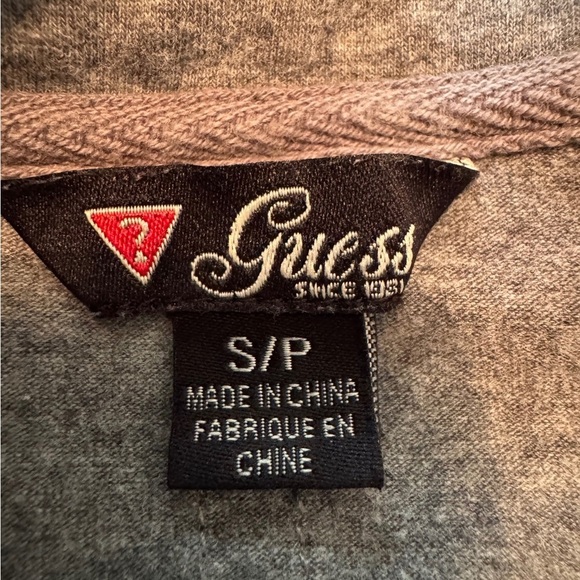 ?
Guess
SINCE 1981
S/P
MADE IN CHINA
FABRIQUE EN
CHINE